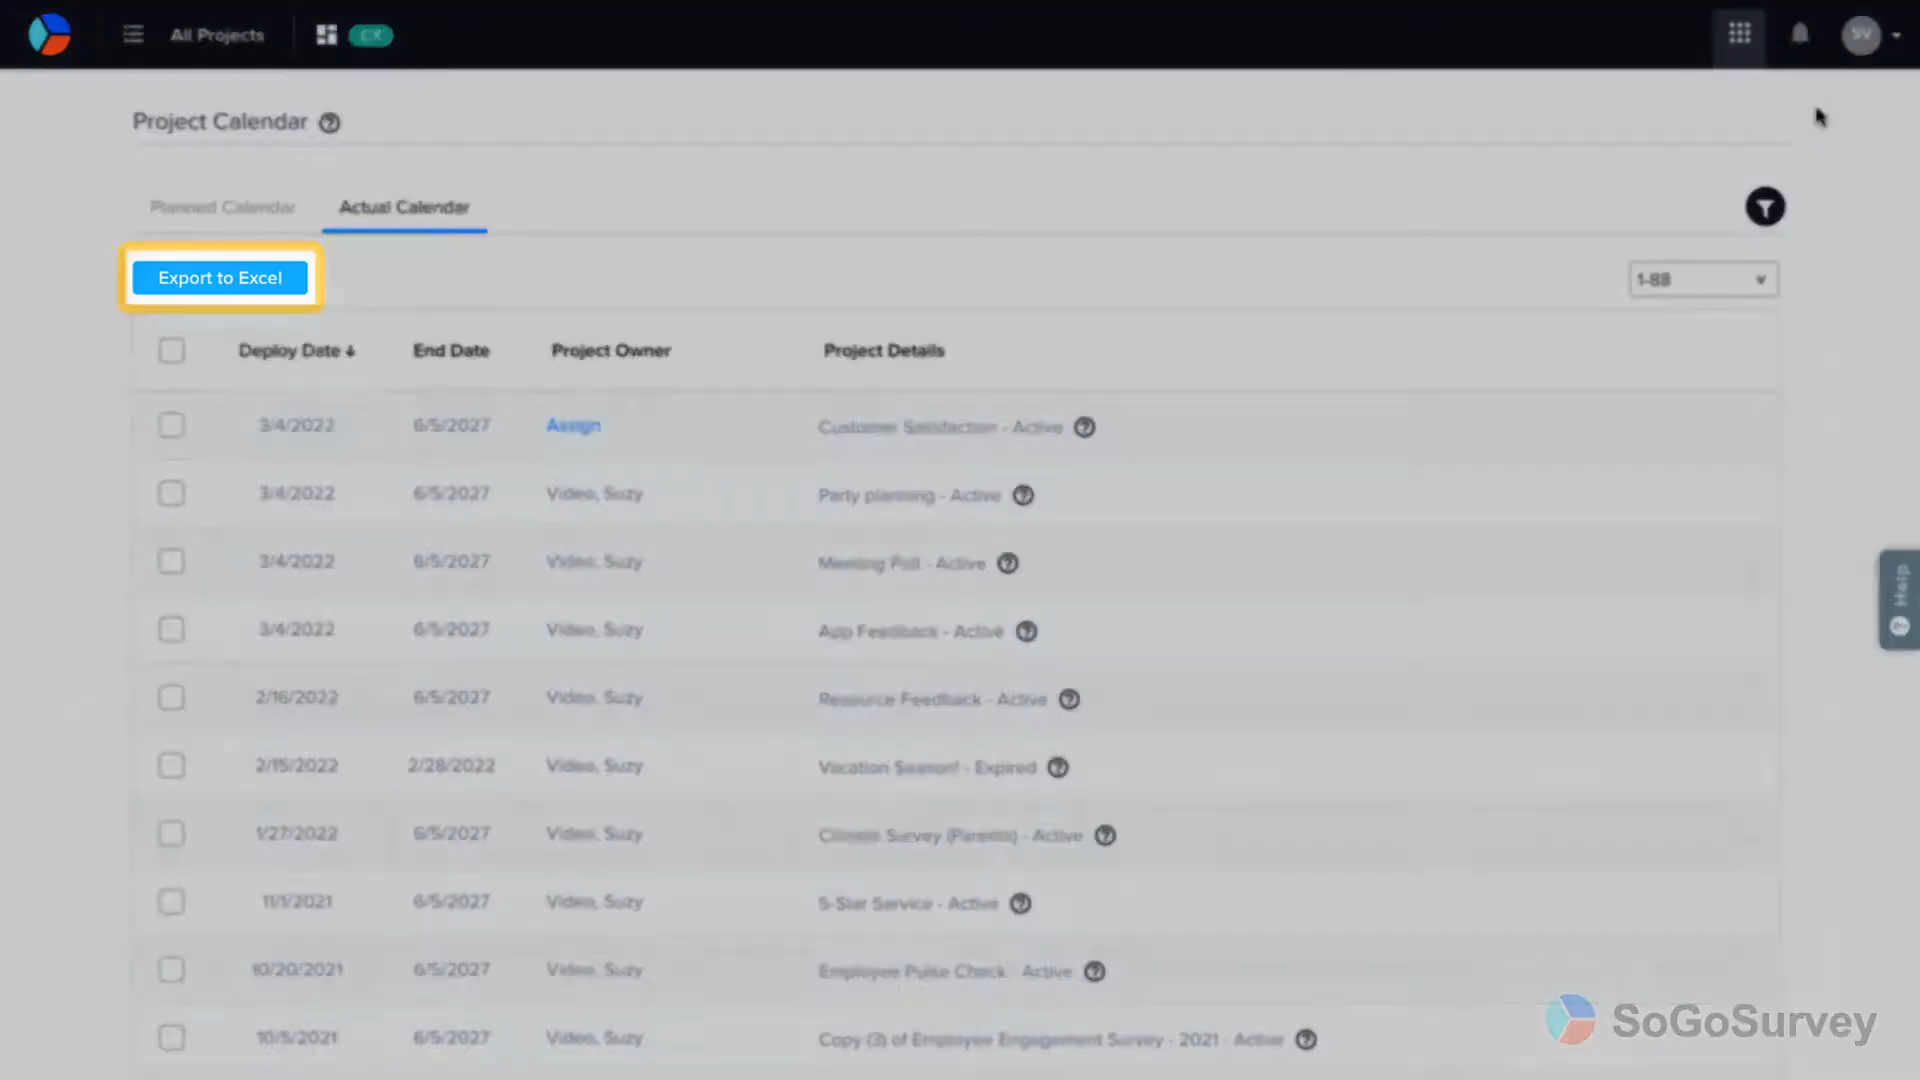 All Projects CX SV
Project Calendar
Planned Calendar Actual Calendar
Export to Excel 1-88
Deploy Date End Date Project Owner Project Details
3/4/2022 6/5/2027 Assign Customer Satisfaction - Active
3/4/2022 6/5/2027 Video, Suzy Party planning - Active
3/4/2022 6/5/2027 Video, Suzy Meeting Poll - Active
3/4/2022 6/5/2027 Video, Suzy App Feedback - Active
2/16/2022 6/5/2027 Video, Suzy Resource Feedback - Active
2/15/2022 2/28/2022 Video, Suzy Vacation Season! - Expired
1/27/2022 6/5/2027 Video, Suzy Climate Survey (Parents) - Active
11/1/2021 6/5/2027 Video, Suzy 5-Star Service - Active
10/20/2021 6/5/2027 Video, Suzy Employee Pulse Check - Active
10/5/2021 6/5/2027 Video, Suzy Copy (3) of Employee Engagement Survey - 2021 - Active
Help
SoGoSurvey